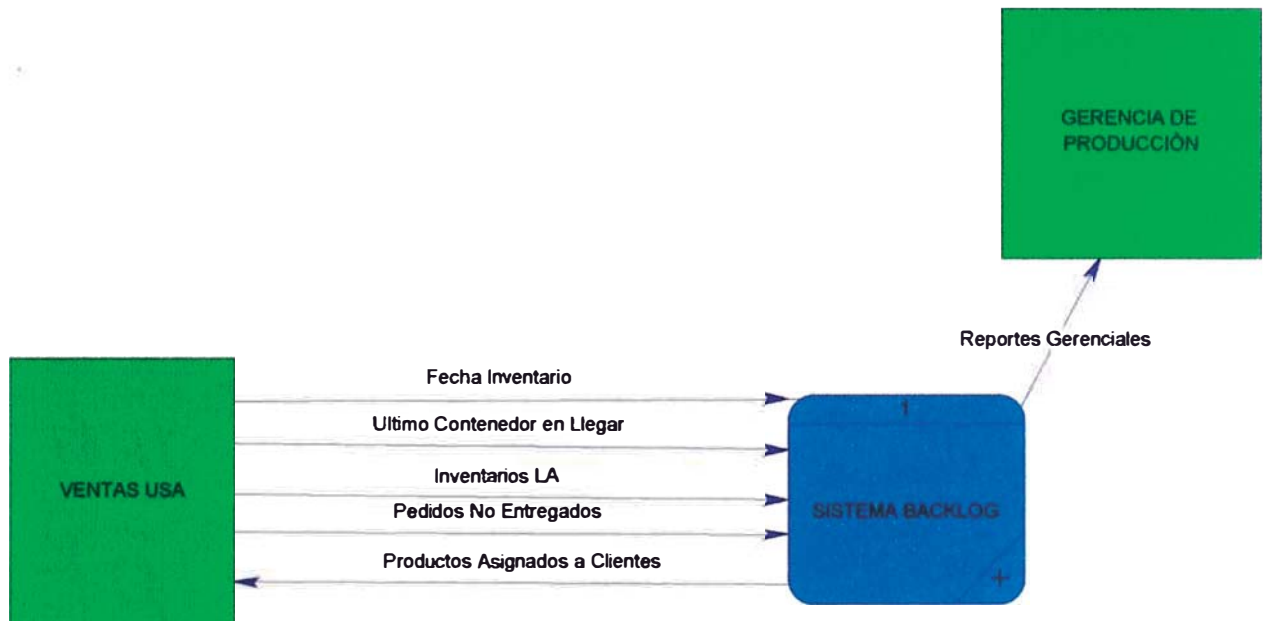 GERENCIA DE
PRODUCCIÓN
Reportes Gerenciales
Fecha Inventario
1
Ultimo Contenedor en Llegar
Inventarios LA
VENTAS USA
Pedidos No Entregados
SISTEMA BACKLOG
Productos Asignados a Clientes
+